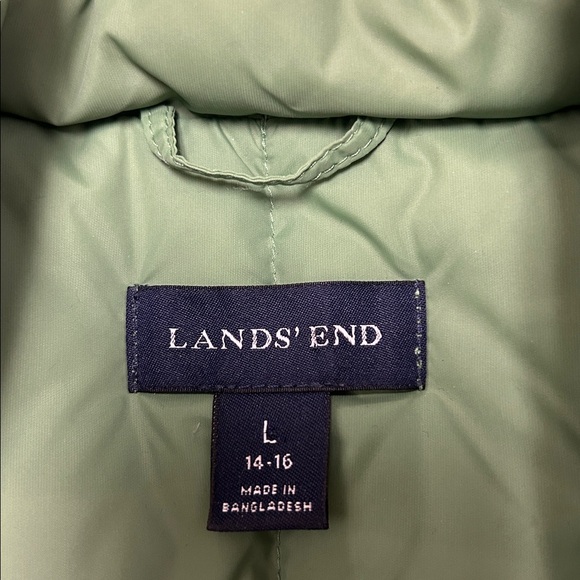 LANDS' END
L
14-16
MADE IN
BANGLADESH